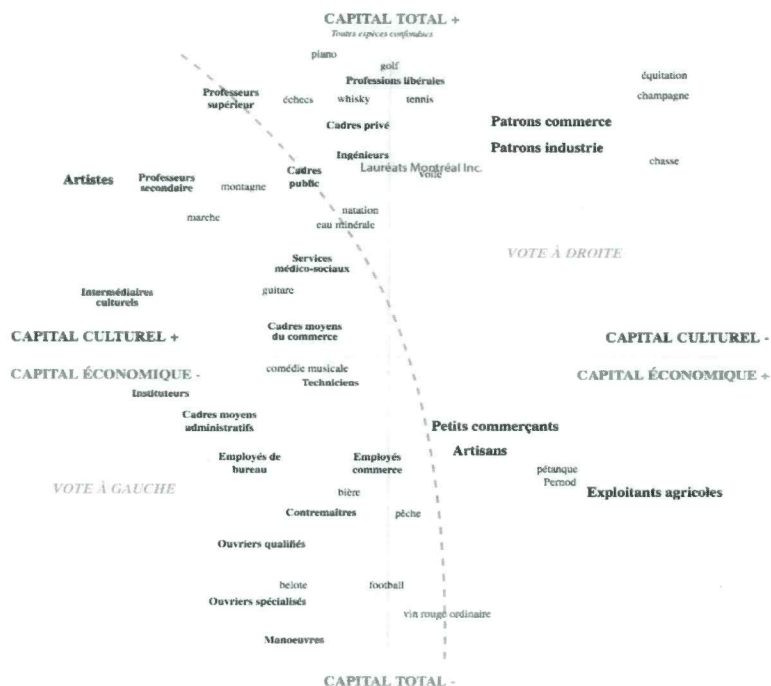 CAPITAL TOTAL +
Toutes espèces confondues
piano
golf
Professions libérales
équitation
Professeurs
supérieur
échecs
whisky
tennis
champagne
Cadres privé
Patrons commerce
Ingénieurs
Patrons industrie
Lauréats Montréal Inc.
chasse
Cadres
public
voile
Artistes
Professeurs
secondaire
montagne
natation
marche
eau minérale
VOTE À DROITE
Services
médico-sociaux
Intermédiaires
culturels
guitare
CAPITAL CULTUREL +
Cadres moyens
du commerce
CAPITAL CULTUREL -
CAPITAL ÉCONOMIQUE -
comédie musicale
CAPITAL ÉCONOMIQUE +
Techniciens
Instituteurs
Cadres moyens
administratifs
Petits commerçants
Artisans
Employés de
bureau
Employés
commerce
pétanque
Pernod
VOTE À GAUCHE
bière
Exploitants agricoles
Contremaîtres
pêche
Ouvriers qualifiés
belote
football
Ouvriers spécialisés
vin rouge ordinaire
Manoeuvres
CAPITAL TOTAL -